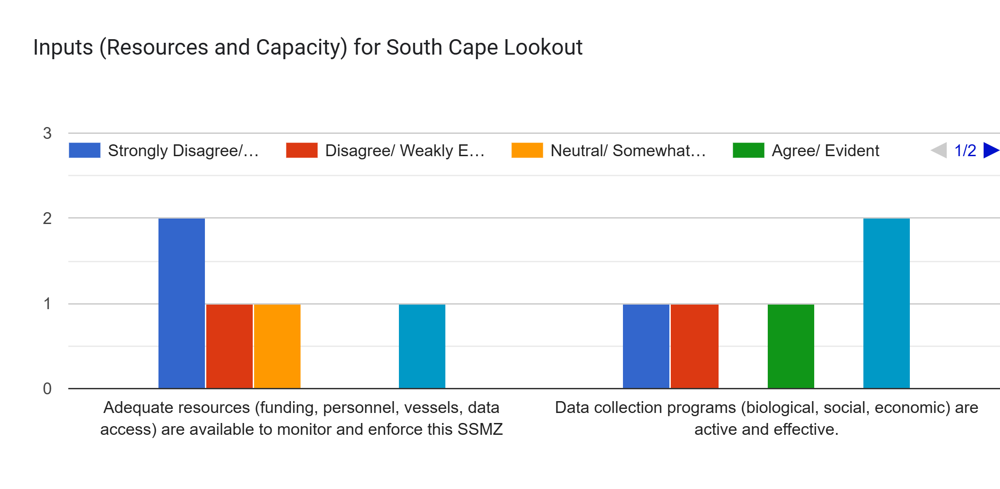 Inputs (Resources and Capacity) for South Cape Lookout
3
Strongly Disagree/…
Disagree/ Weakly E…
Neutral/ Somewhat…
Agree/ Evident
1/2
2
1
0
Adequate resources (funding, personnel, vessels, data
access) are available to monitor and enforce this SSMZ
Data collection programs (biological, social, economic) are
active and effective.